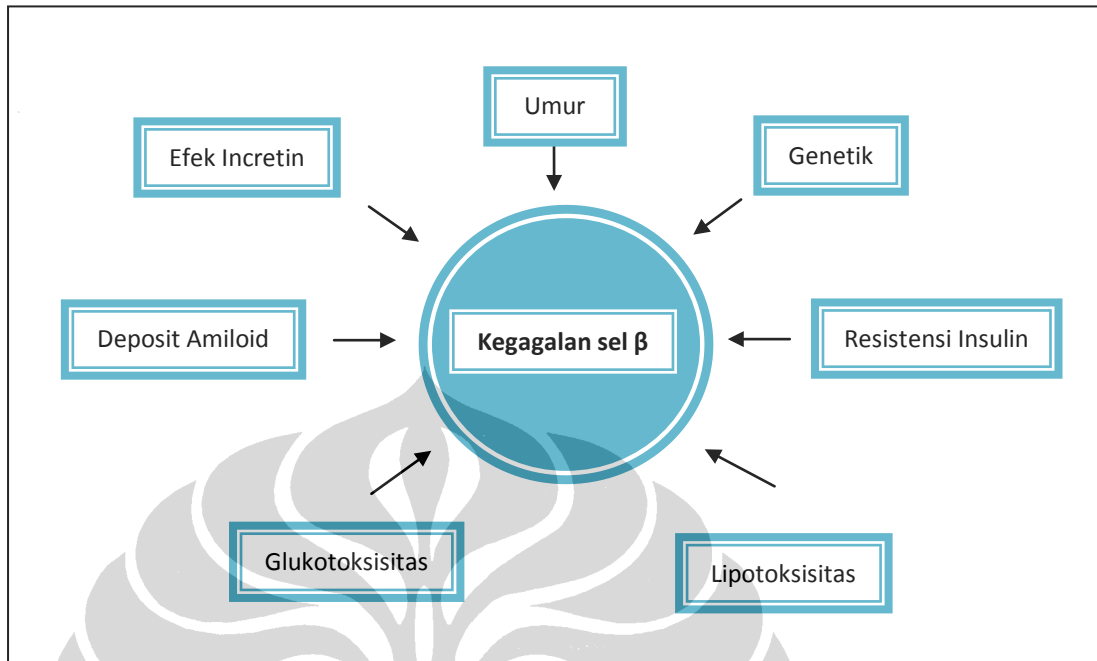 Umur
Efek Incretin
Genetik
Deposit Amiloid
Kegagalan sel β
Resistensi Insulin
Glukotoksisitas
Lipotoksisitas